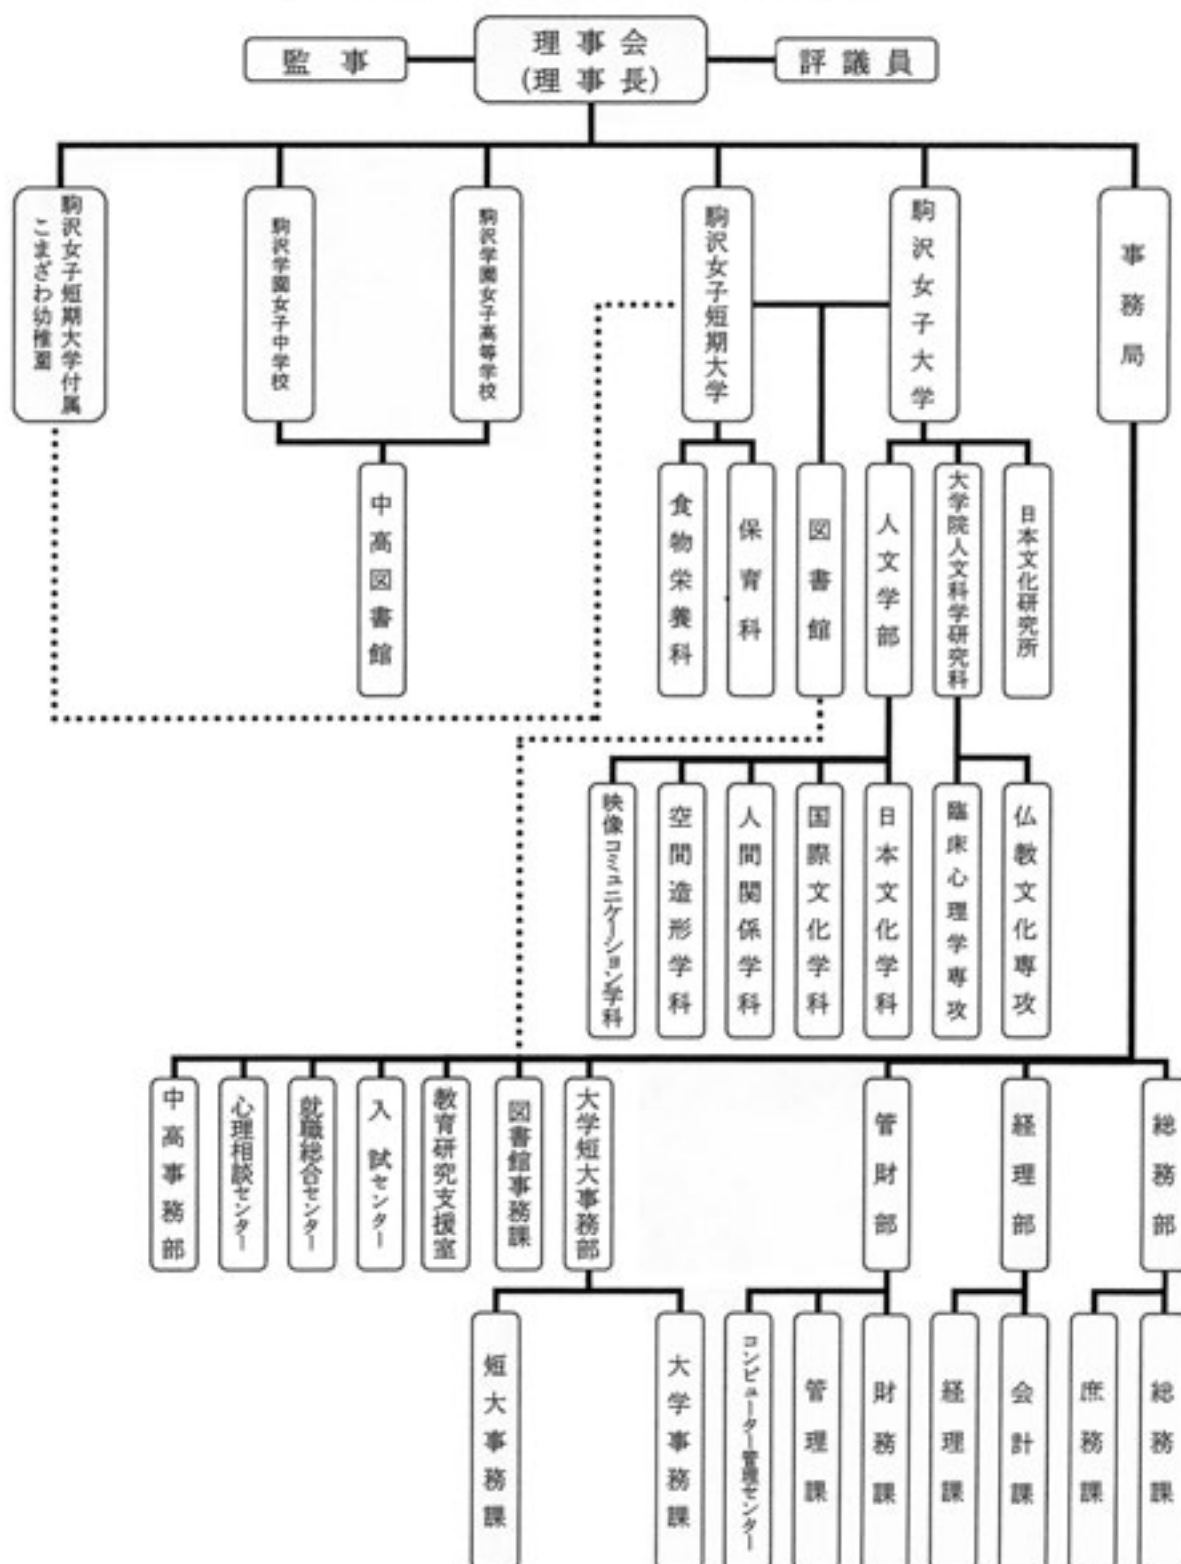 監事
理事会
(理事長)
評議員
駒沢女子短期大学付属
こまざわ幼稚園
駒沢学園女子中学校
駒沢学園女子高等学校
駒沢女子短期大学
駒沢女子大学
事務局
中高図書館
食物栄養科
保育科
図書館
人文学部
大学院人文科学研究科
日本文化研究所
映像コミュニケーション学科
空間造形学科
人間関係学科
国際文化学科
日本文化学科
臨床心理学専攻
仏教文化専攻
中高事務部
心理相談センター
就職総合センター
入試センター
教育研究支援室
図書館事務課
大学短大事務部
管財部
経理部
総務部
短大事務課
大学事務課
コンピューター管理センター
管理課
財務課
経理課
会計課
庶務課
総務課